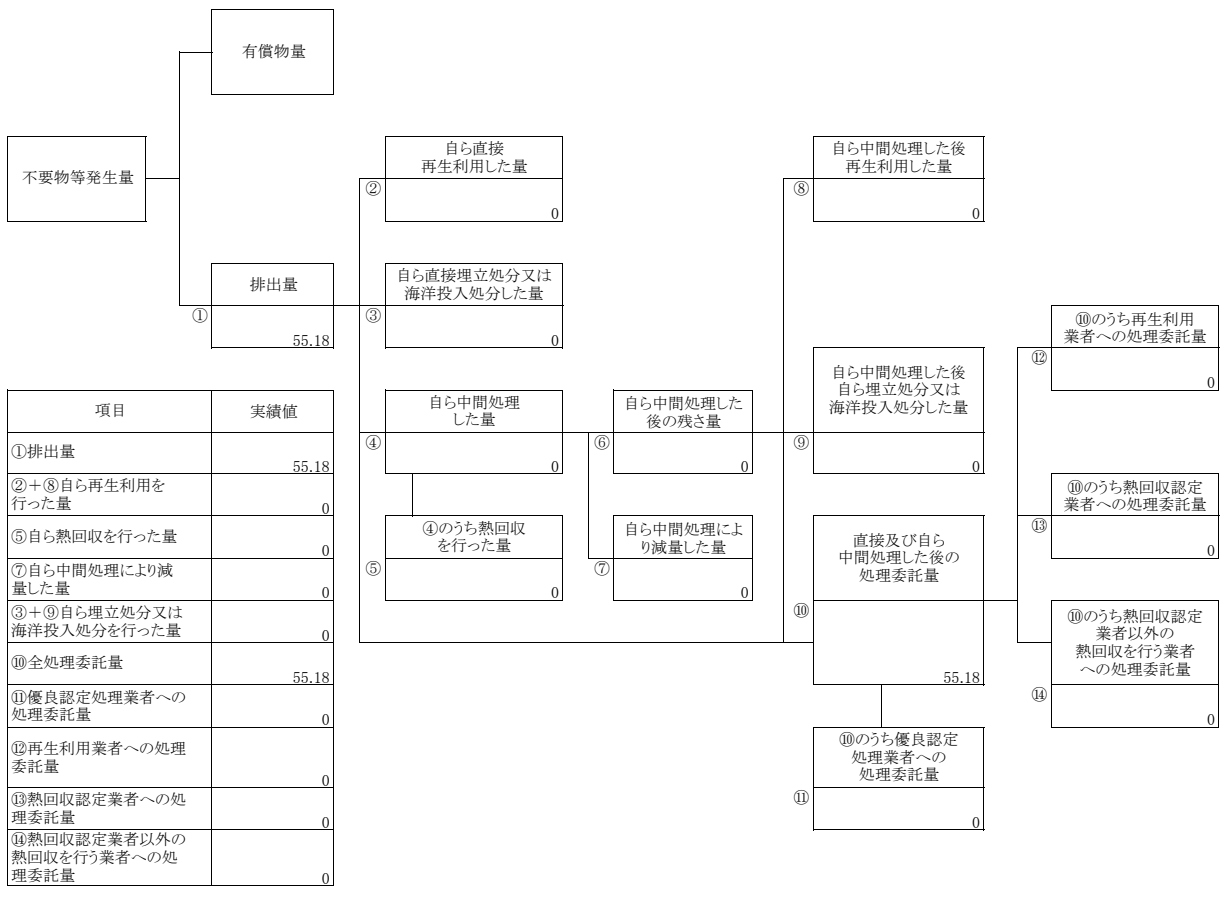 有償物量
不要物等発生量
排出量
①
55.18
自ら直接
再生利用した量
②
0
自ら直接埋立処分又は
海洋投入処分した量
③
0
自ら中間処理
した量
④
0
④のうち熱回収
を行った量
⑤
0
自ら中間処理した
後の残さ量
⑥
0
自ら中間処理によ
り減量した量
⑦
0
自ら中間処理した後
再生利用した量
⑧
0
自ら中間処理した後
自ら埋立処分又は
海洋投入処分した量
⑨
0
直接及び自ら
中間処理した後の
処理委託量
⑩
55.18
⑩のうち優良認定
処理業者への
処理委託量
⑪
0
⑩のうち再生利用
業者への処理委託量
⑫
0
⑩のうち熱回収認定
業者への処理委託量
⑬
0
⑩のうち熱回収認定
業者以外の
熱回収を行う業者
への処理委託量
⑭
0
項目 実績値
①排出量
55.18
②＋⑧自ら再生利用を
行った量
0
⑤自ら熱回収を行った量
0
⑦自ら中間処理により減
量した量
0
③＋⑨自ら埋立処分又は
海洋投入処分を行った量
0
⑩全処理委託量
55.18
⑪優良認定処理業者への
処理委託量
0
⑫再生利用業者への処理
委託量
0
⑬熱回収認定業者への処
理委託量
0
⑭熱回収認定業者以外の
熱回収を行う業者への処
理委託量
0